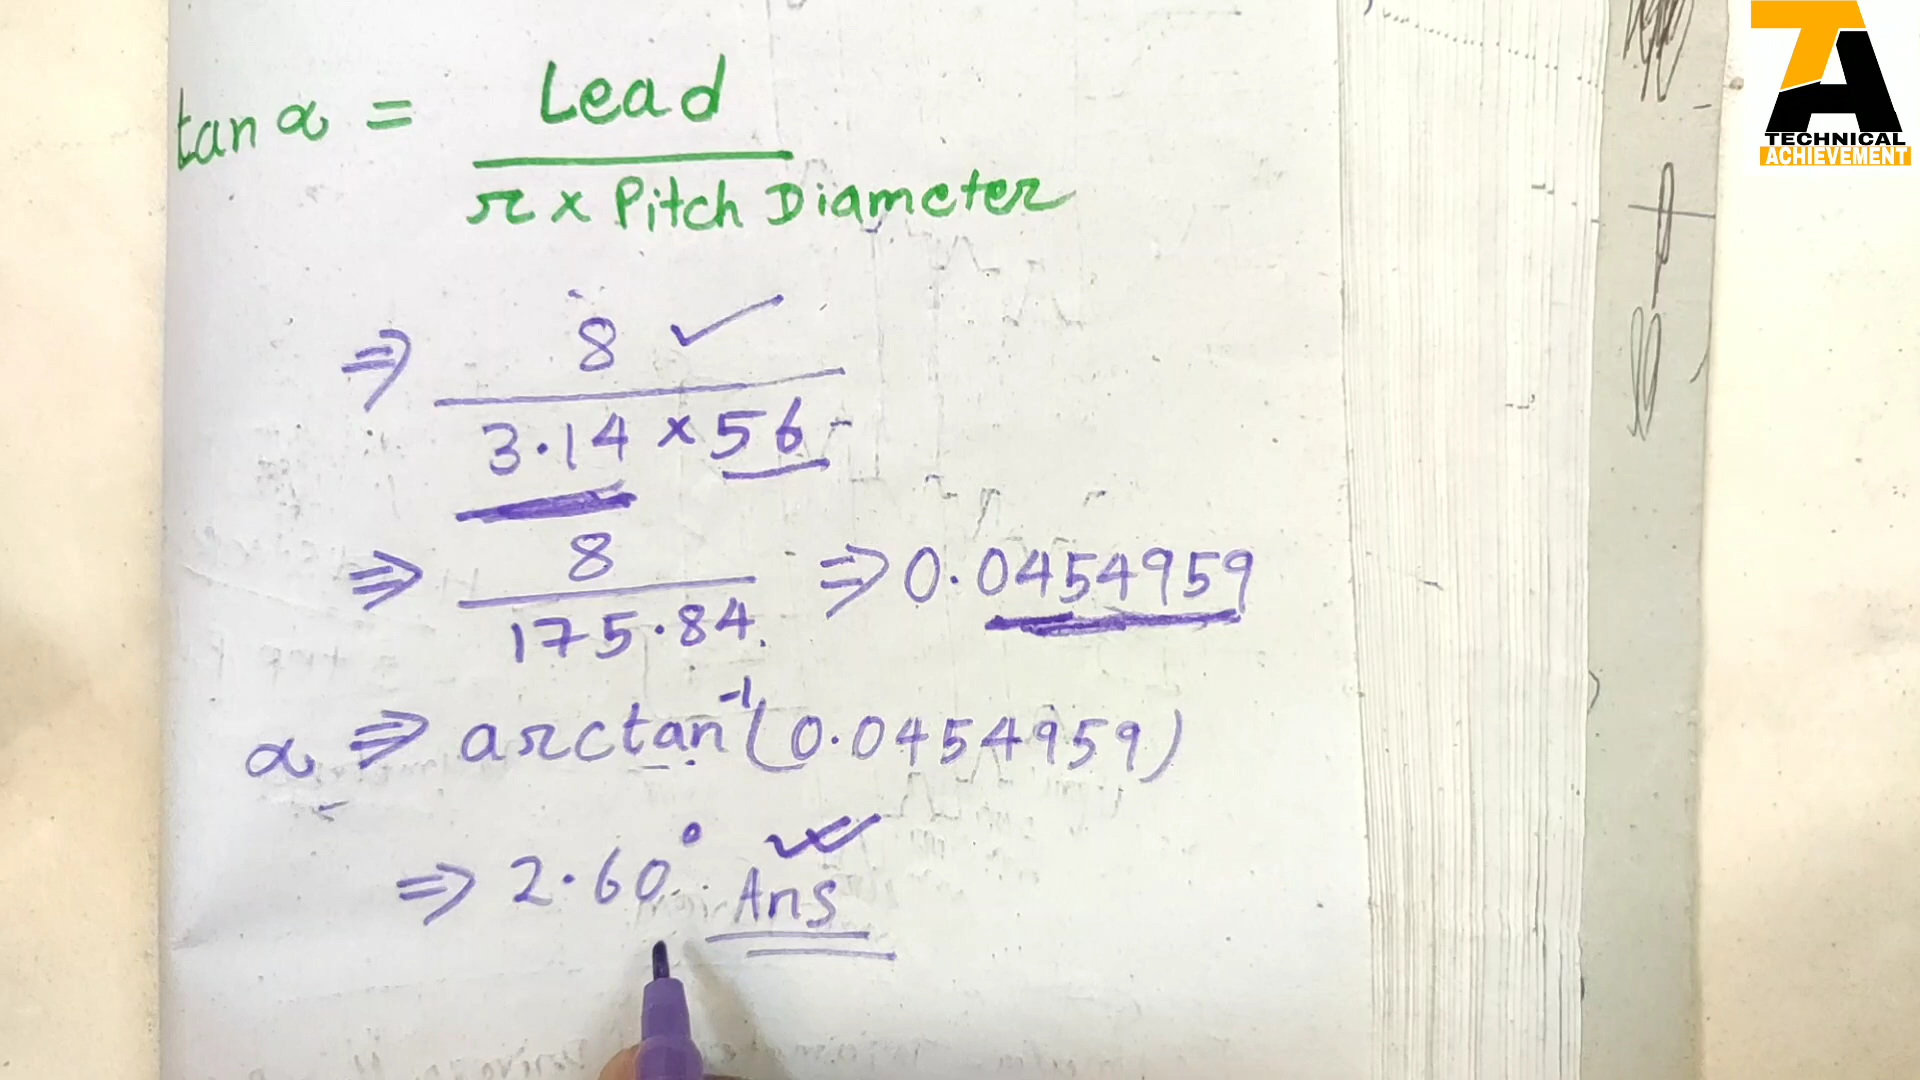 tan α = Lead
π × Pitch Diameter
⇒ 8
3.14 × 56
⇒ 8
175.84 ⇒ 0.0454959
α ⇒ arctan⁻¹(0.0454959)
⇒ 2.60° Ans
TA
TECHNICAL
ACHIEVEMENT